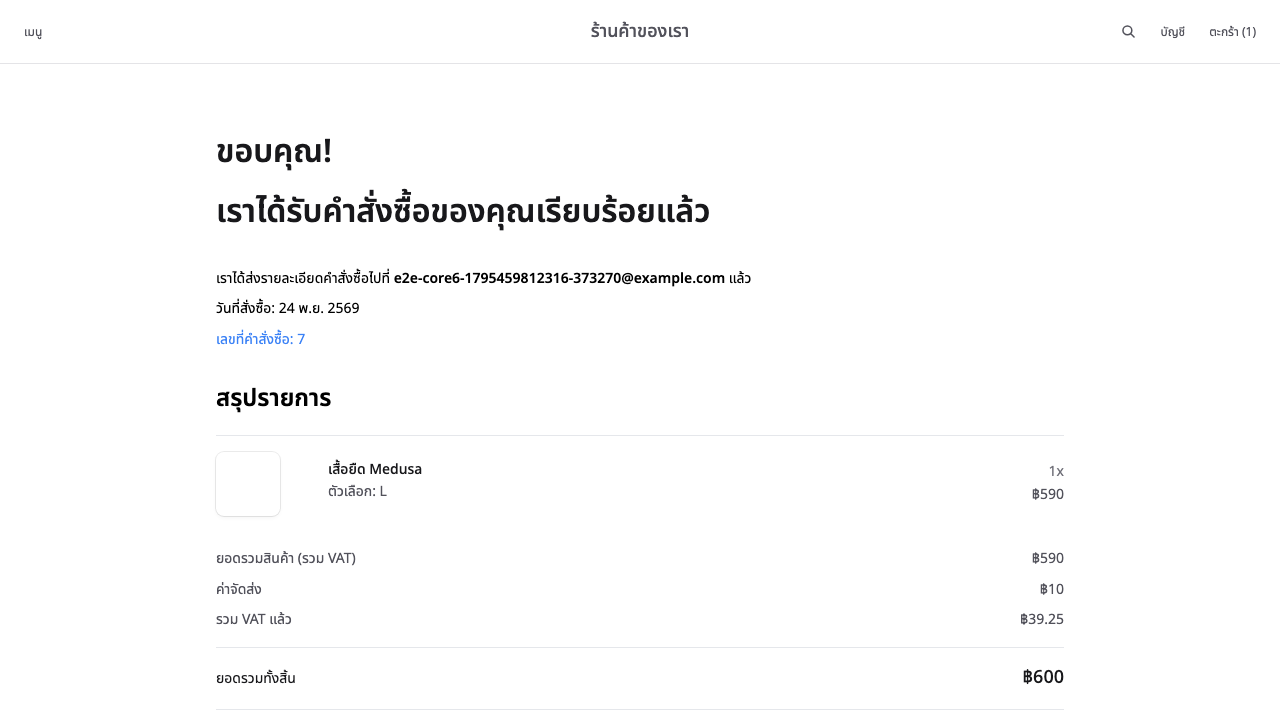 เมนู
ร้านค้าของเรา
บัญชี
ตะกร้า (1)
ขอบคุณ!
เราได้รับคำสั่งซื้อของคุณเรียบร้อยแล้ว
เราได้ส่งรายละเอียดคำสั่งซื้อไปที่ e2e-core6-1795459812316-373270@example.com แล้ว
วันที่สั่งซื้อ: 24 พ.ย. 2569
เลขที่คำสั่งซื้อ: 7
สรุปรายการ
เสื้อยืด Medusa
1x
ตัวเลือก: L
฿590
ยอดรวมสินค้า (รวม VAT) ฿590
ค่าจัดส่ง ฿10
รวม VAT แล้ว ฿39.25
ยอดรวมทั้งสิ้น ฿600